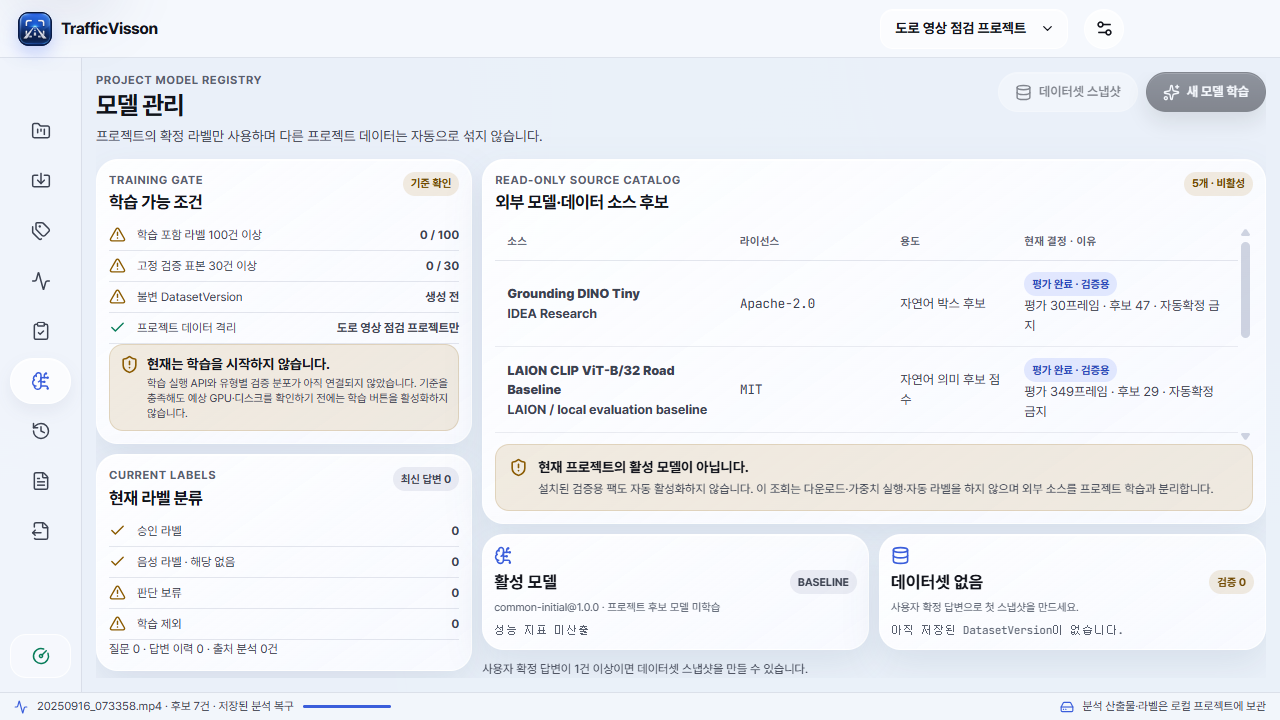 TrafficVisson
도로 영상 점검 프로젝트
PROJECT MODEL REGISTRY
모델 관리
프로젝트의 확정 라벨만 사용하며 다른 프로젝트 데이터는 자동으로 섞지 않습니다.
데이터셋 스냅샷
새 모델 학습
TRAINING GATE
학습 가능 조건
기준 확인
학습 포함 라벨 100건 이상 0 / 100
고정 검증 표본 30건 이상 0 / 30
불변 DatasetVersion 생성 전
프로젝트 데이터 격리 도로 영상 점검 프로젝트만
현재는 학습을 시작하지 않습니다.
학습 실행 API와 유형별 검증 분포가 아직 연결되지 않았습니다. 기준을
충족해도 예상 GPU·디스크를 확인하기 전에는 학습 버튼을 활성화하지
않습니다.
CURRENT LABELS
현재 라벨 분류
최신 답변 0
승인 라벨 0
음성 라벨 · 해당 없음 0
판단 보류 0
학습 제외 0
질문 0 · 답변 이력 0 · 출처 분석 0건
READ-ONLY SOURCE CATALOG
외부 모델·데이터 소스 후보
5개 · 비활성
소스 라이선스 용도 현재 결정 · 이유
Grounding DINO Tiny
IDEA Research
Apache-2.0
자연어 박스 후보
평가 완료 · 검증용
평가 30프레임 · 후보 47 · 자동확정 금
지
LAION CLIP ViT-B/32 Road
Baseline
LAION / local evaluation baseline
MIT
자연어 의미 후보 점
수
평가 완료 · 검증용
평가 349프레임 · 후보 29 · 자동확정
금지
현재 프로젝트의 활성 모델이 아닙니다.
설치된 검증용 팩도 자동 활성화하지 않습니다. 이 조회는 다운로드·가중치 실행·자동 라벨을 하지 않으며 외부 소스를 프로젝트 학습과 분리합니다.
활성 모델
BASELINE
common-initial@1.0.0 · 프로젝트 후보 모델 미학습
성능 지표 미산출
데이터셋 없음
검증 0
사용자 확정 답변으로 첫 스냅샷을 만드세요.
아직 저장된 DatasetVersion이 없습니다.
사용자 확정 답변이 1건 이상이면 데이터셋 스냅샷을 만들 수 있습니다.
20250916_073358.mp4 · 후보 7건 · 저장된 분석 복구
분석 산출물·라벨은 로컬 프로젝트에 보관